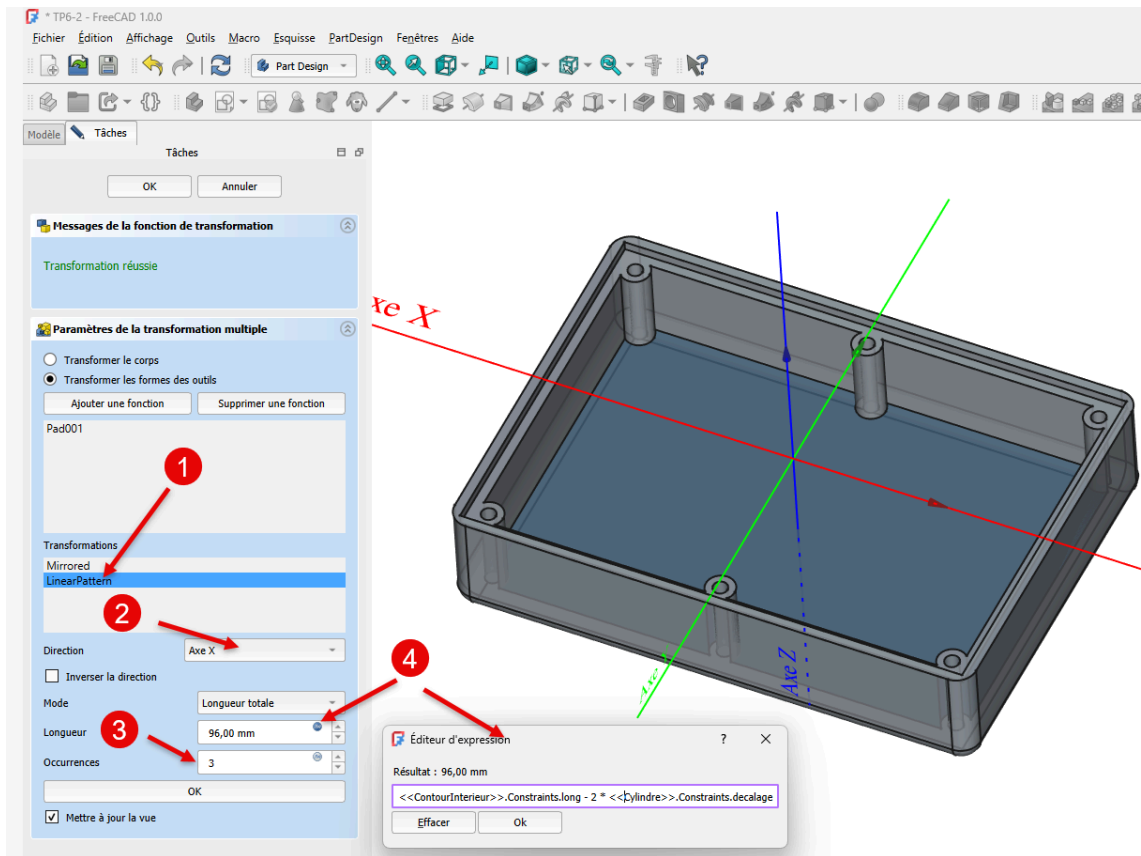 * TP6-2 - FreeCAD 1.0.0
Fichier Édition Affichage Outils Macro Esquisse PartDesign Fenêtres Aide
Part Design
Modèle Tâches
Tâches
OK Annuler
Messages de la fonction de transformation
Transformation réussie
Paramètres de la transformation multiple
Transformer le corps
Transformer les formes des outils
Ajouter une fonction Supprimer une fonction
Pad001
1
Transformations
Mirrored
LinearPattern
2
Direction Axe X
Inverser la direction
Mode Longueur totale
3
Longueur 96,00 mm
Occurrences 3
OK
Mettre à jour la vue
xe X
Axe
Axe Z
4
Éditeur d'expression ?
Résultat : 96,00 mm
<<ContourInterieur>>.Constraints.long - 2 * <<Cylindre>>.Constraints.decalage
Effacer Ok